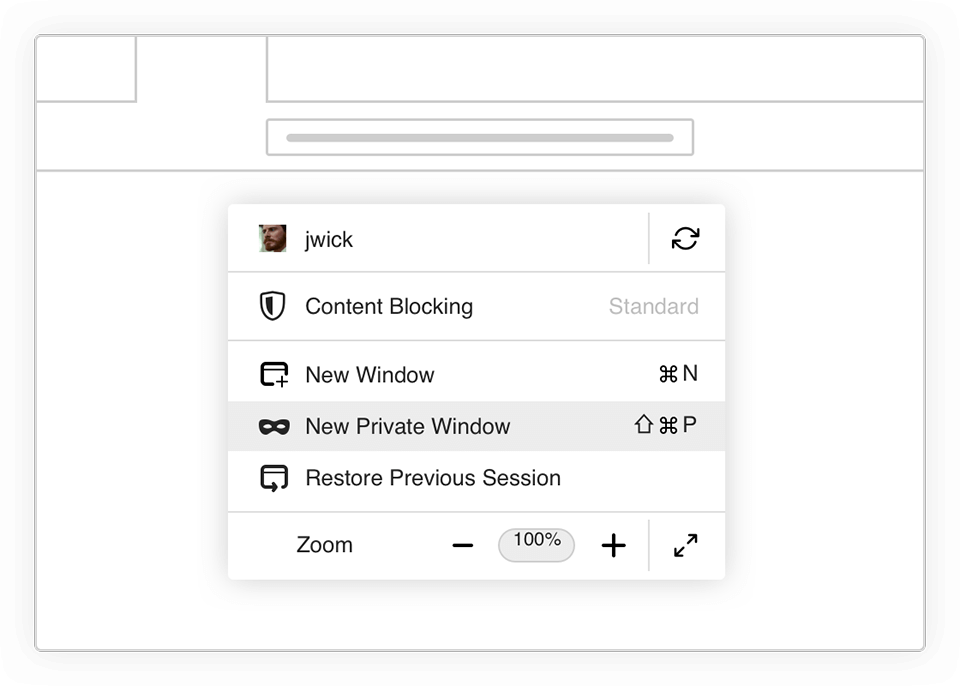 jwick
Content Blocking Standard
New Window ⌘N
New Private Window ⇧⌘P
Restore Previous Session
Zoom 100%